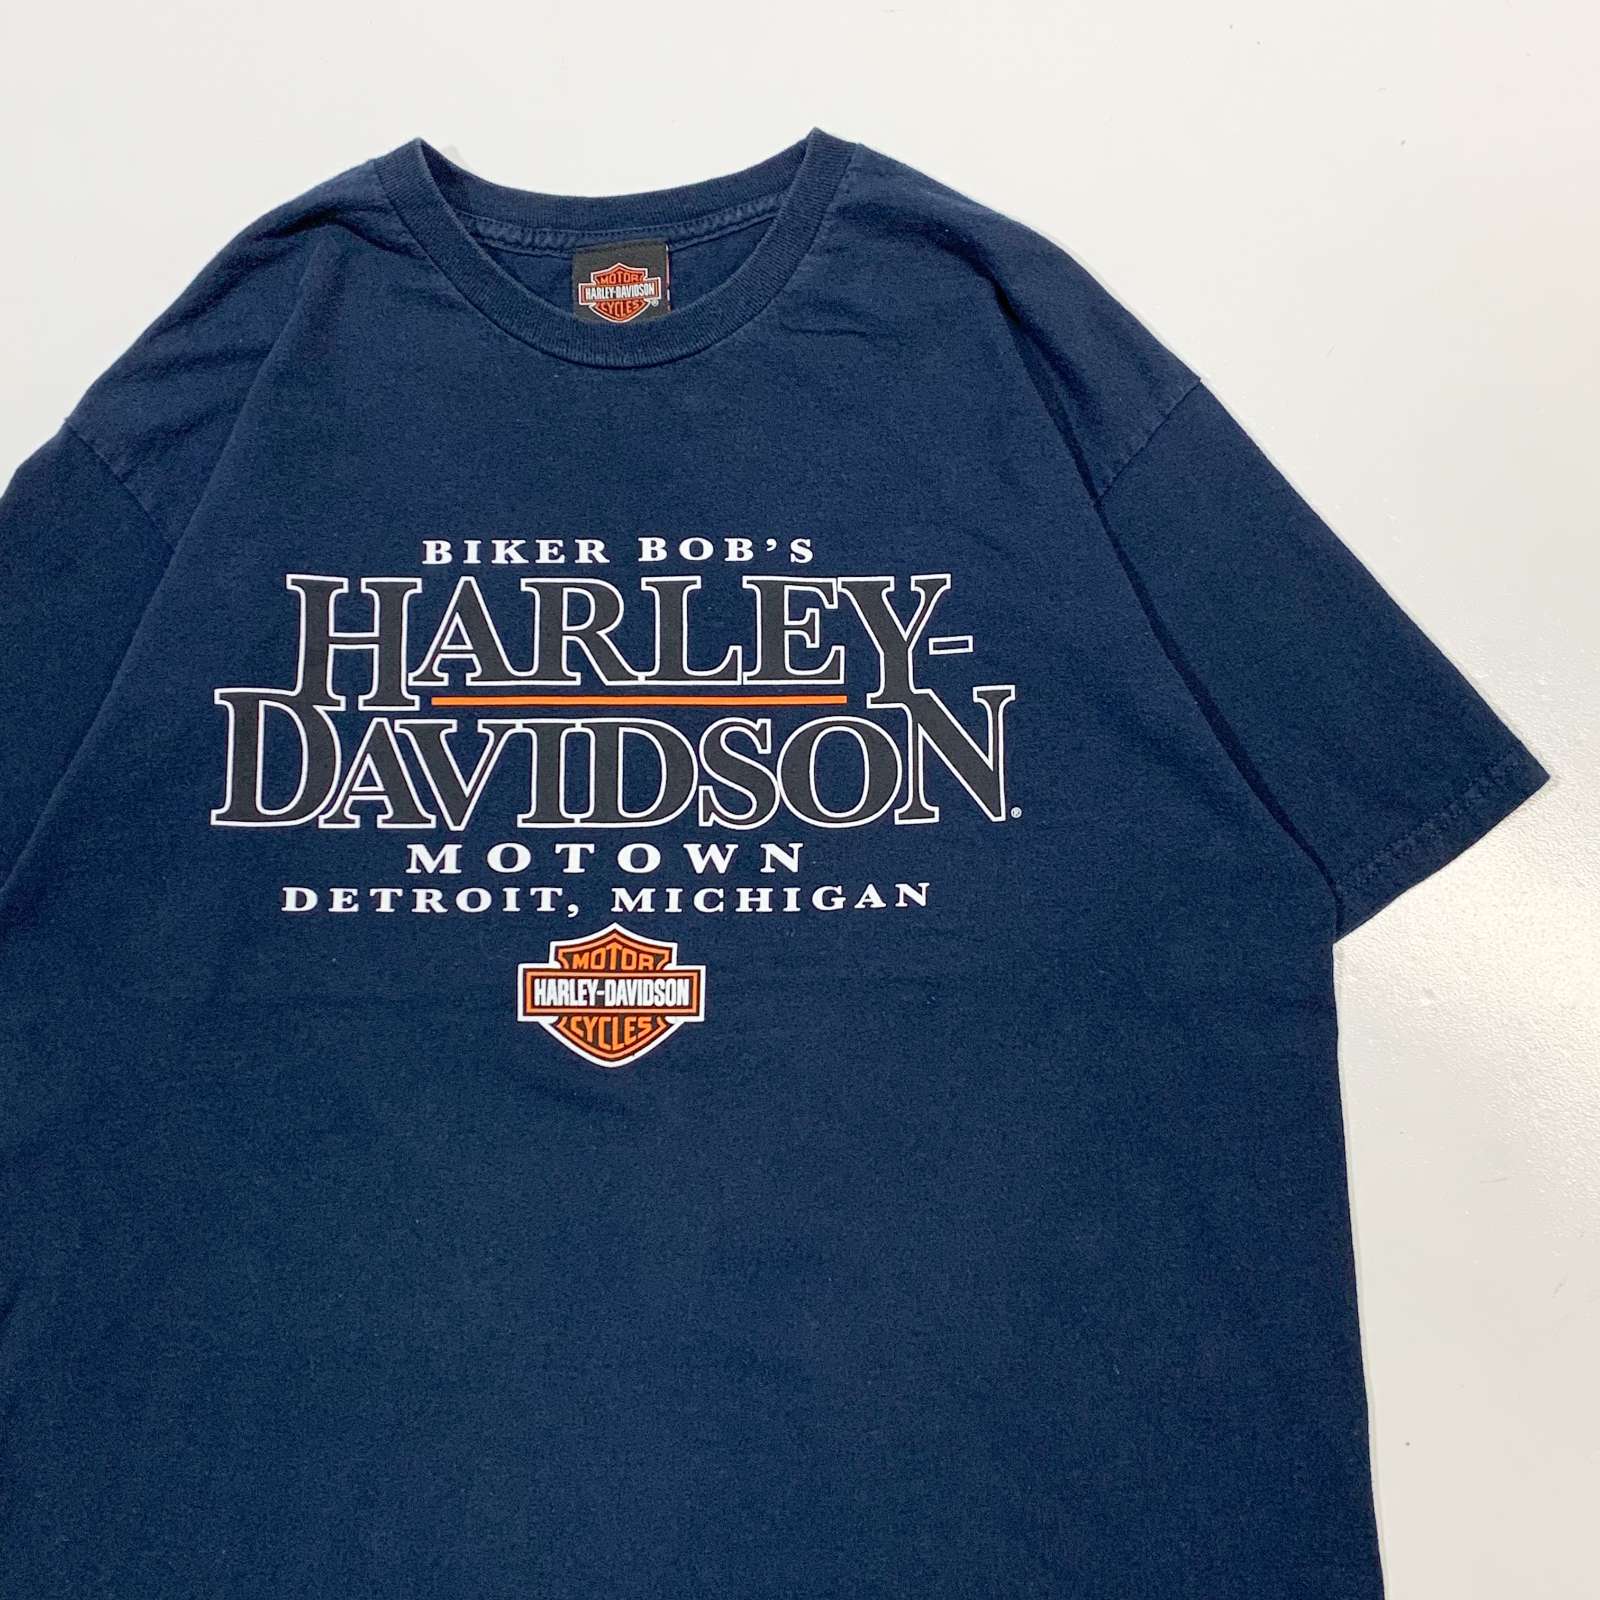 MOTOR
HARLEY-DAVIDSON
CYCLES
®
BIKER BOB'S
HARLEY-
DAVIDSON®
MOTOWN
DETROIT, MICHIGAN
MOTOR
HARLEY-DAVIDSON
CYCLES